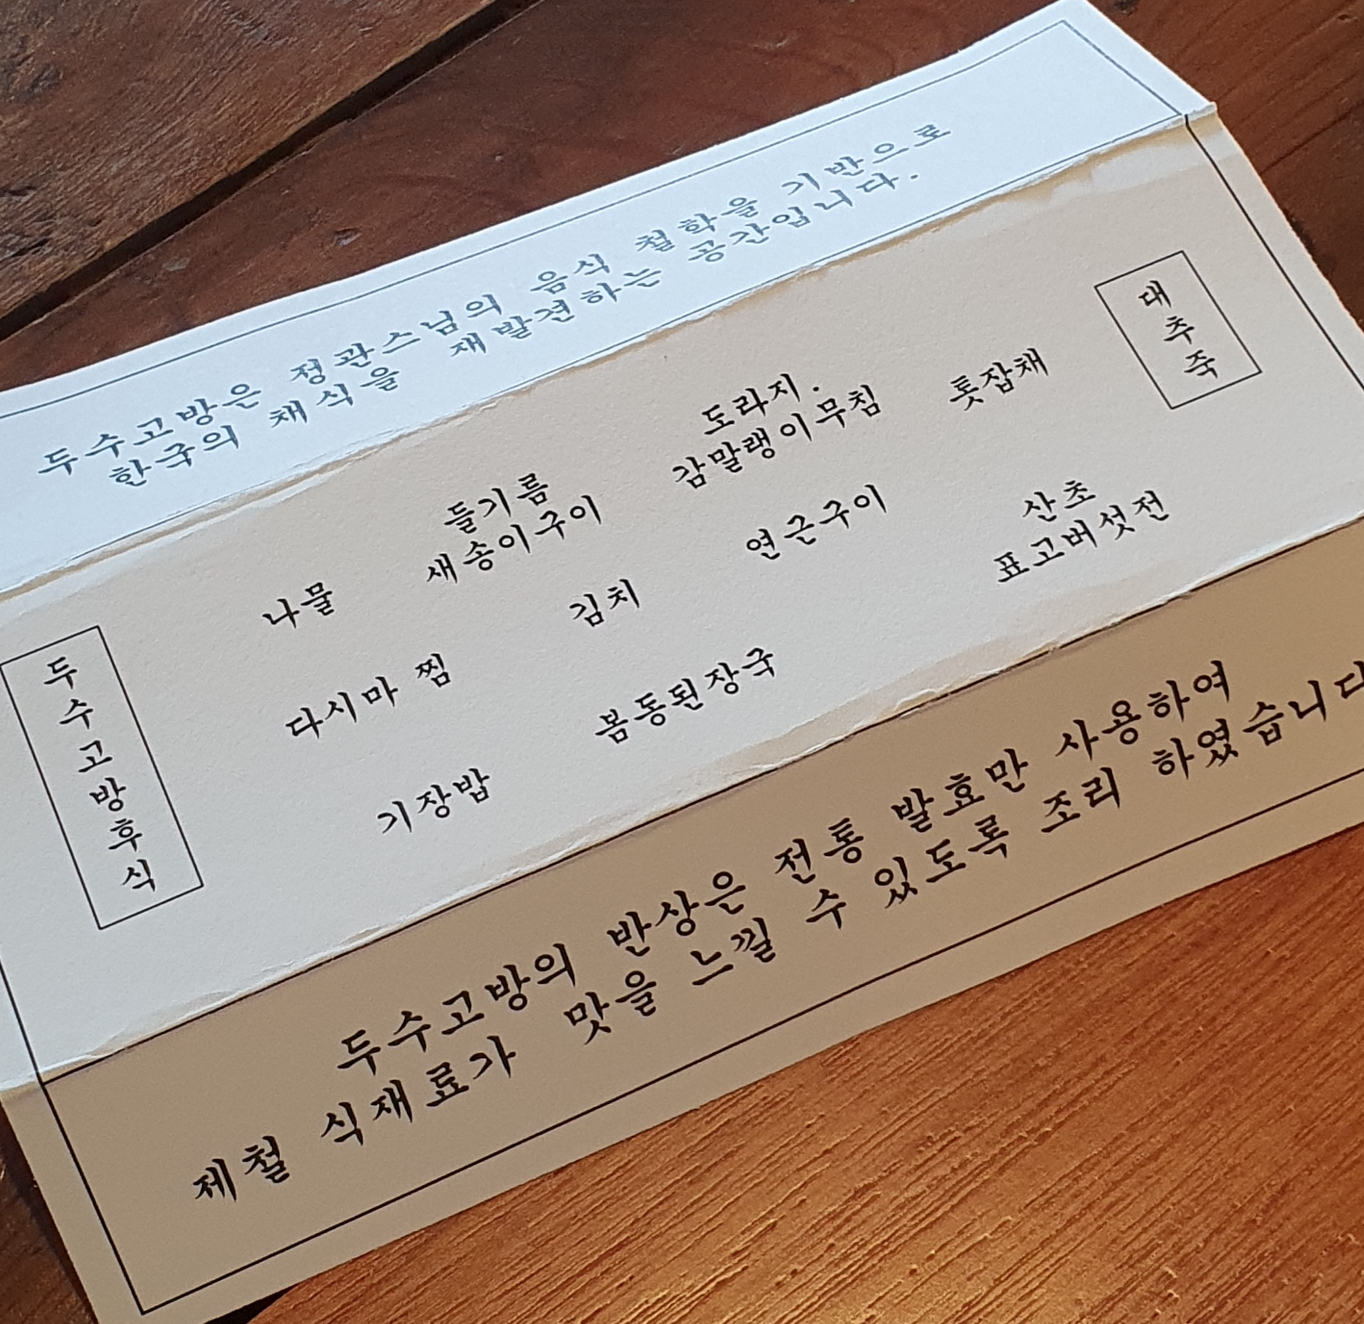 두수고방은 정관스님의 음식 철학을 기반으로
한국의 채식을 재발견하는 공간입니다.
대추죽
톳잡채
도라지.
감말랭이무침
들기름
새송이구이
나물
산초
표고버섯전
연근구이
김치
다시마 찜
봄동된장국
기장밥
두수고방후식
두수고방의 반상은 전통 발효만 사용하여
제철 식재료가 맛을 느낄 수 있도록 조리 하였습니다